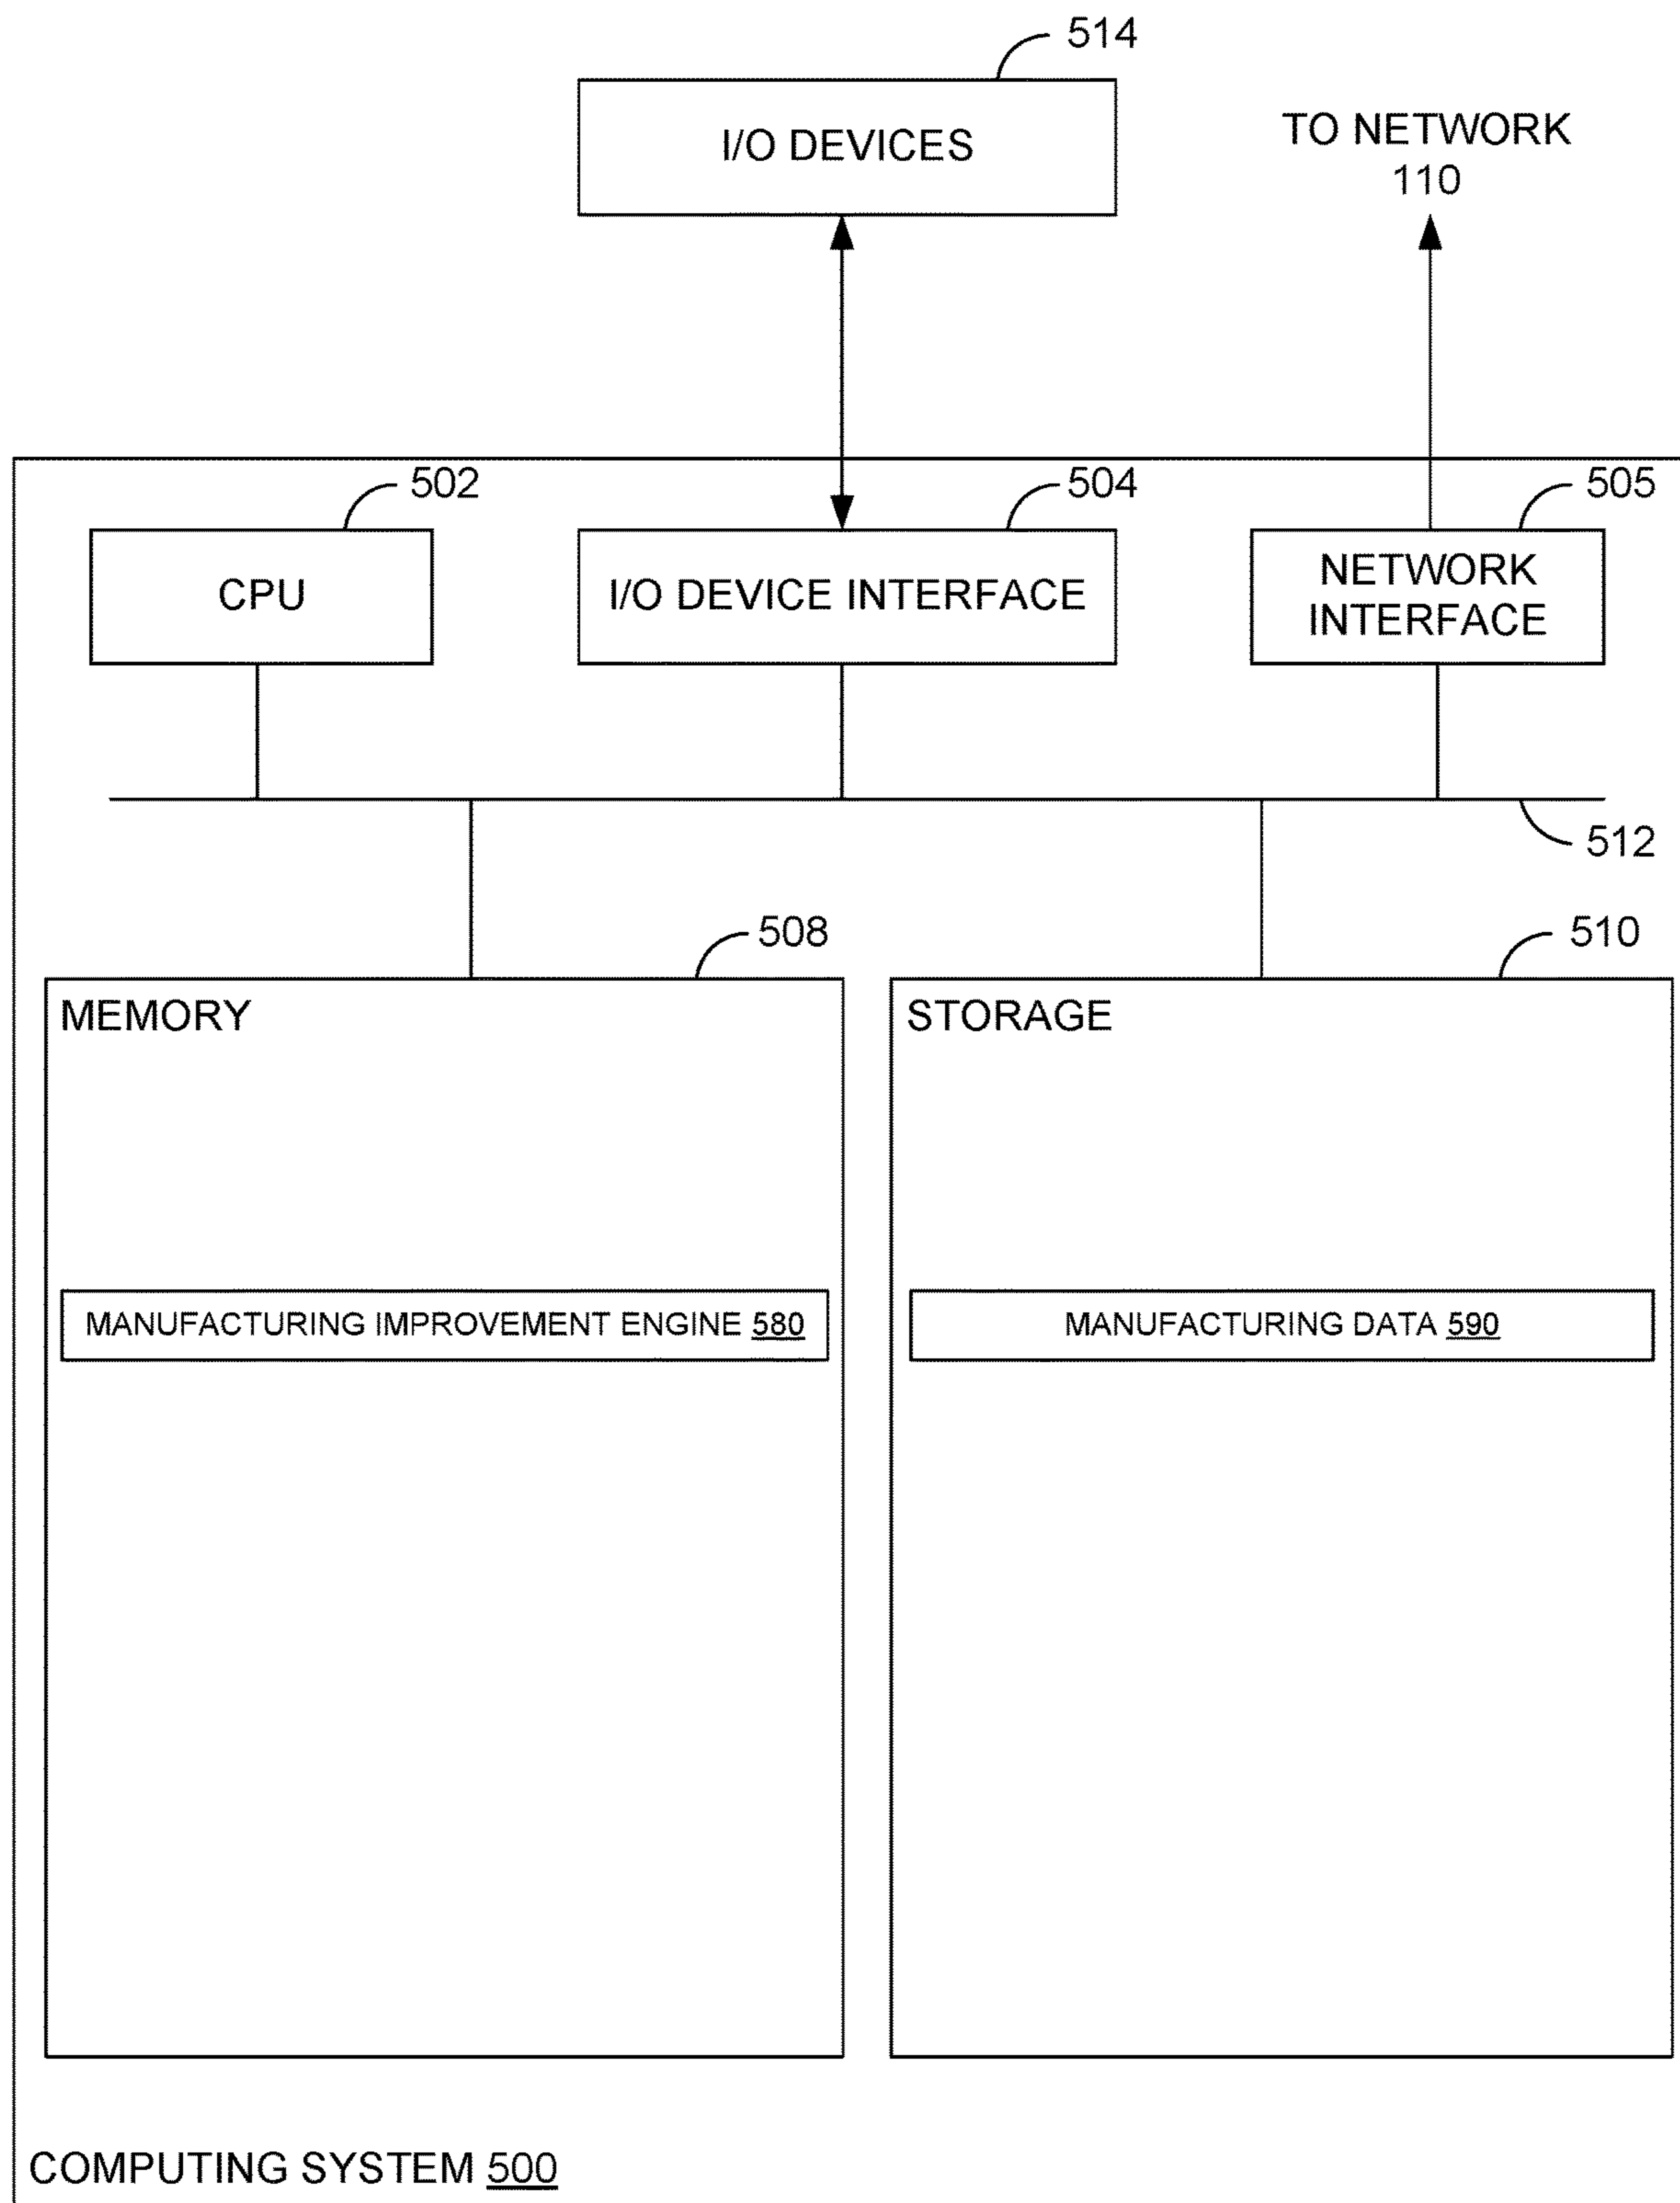 514
I/O DEVICES
TO NETWORK
110
502
504
505
CPU
I/O DEVICE INTERFACE
NETWORK
INTERFACE
512
508
510
MEMORY
STORAGE
MANUFACTURING IMPROVEMENT ENGINE 580
MANUFACTURING DATA 590
COMPUTING SYSTEM 500